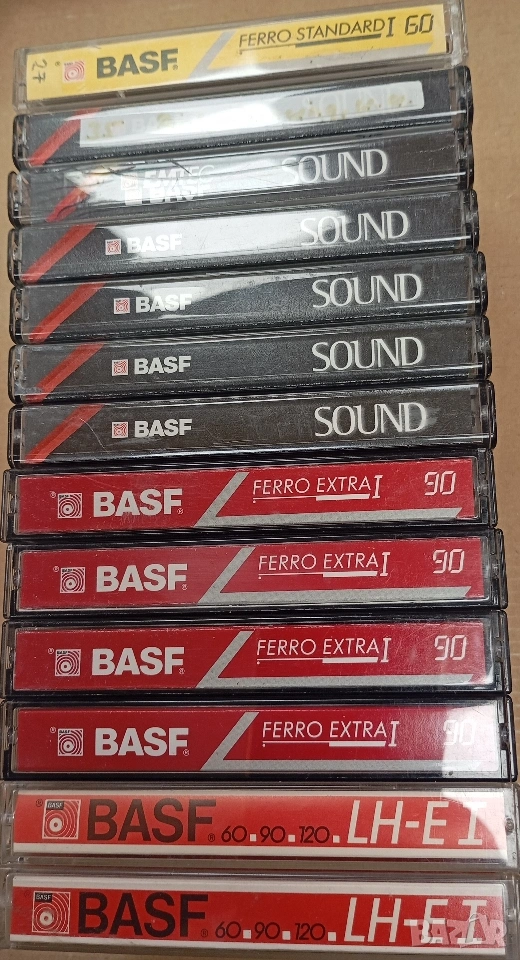 27 BASF FERRO STANDARD I 60
SOUND
BASF SOUND
BASF SOUND
BASF SOUND
BASF SOUND
BASF FERRO EXTRA I 90
BASF FERRO EXTRA I 90
BASF FERRO EXTRA I 90
BASF FERRO EXTRA I 90
BASF 60.90.120. LH-E I
BASF 60.90.120. LH-E I
BAZAR